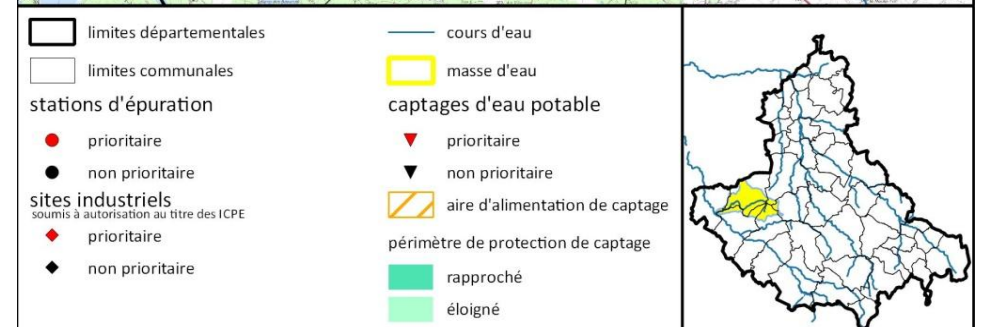 limites départementales
limites communales
stations d'épuration
prioritaire
non prioritaire
sites industriels
soumis à autorisation au titre des ICPE
prioritaire
non prioritaire
cours d'eau
masse d'eau
captages d'eau potable
prioritaire
non prioritaire
aire d'alimentation de captage
périmètre de protection de captage
rapproché
éloigné